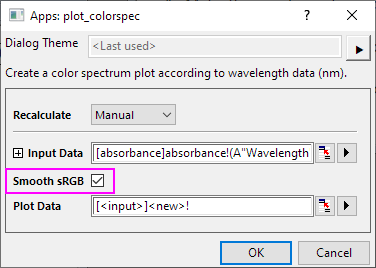 Apps: plot_colorspec
Dialog Theme <Last used>
Create a color spectrum plot according to wavelength data (nm).
Recalculate Manual
Input Data [absorbance]absorbance!(A"Wavelength
Smooth sRGB
Plot Data [<input>]<new>!
OK Cancel